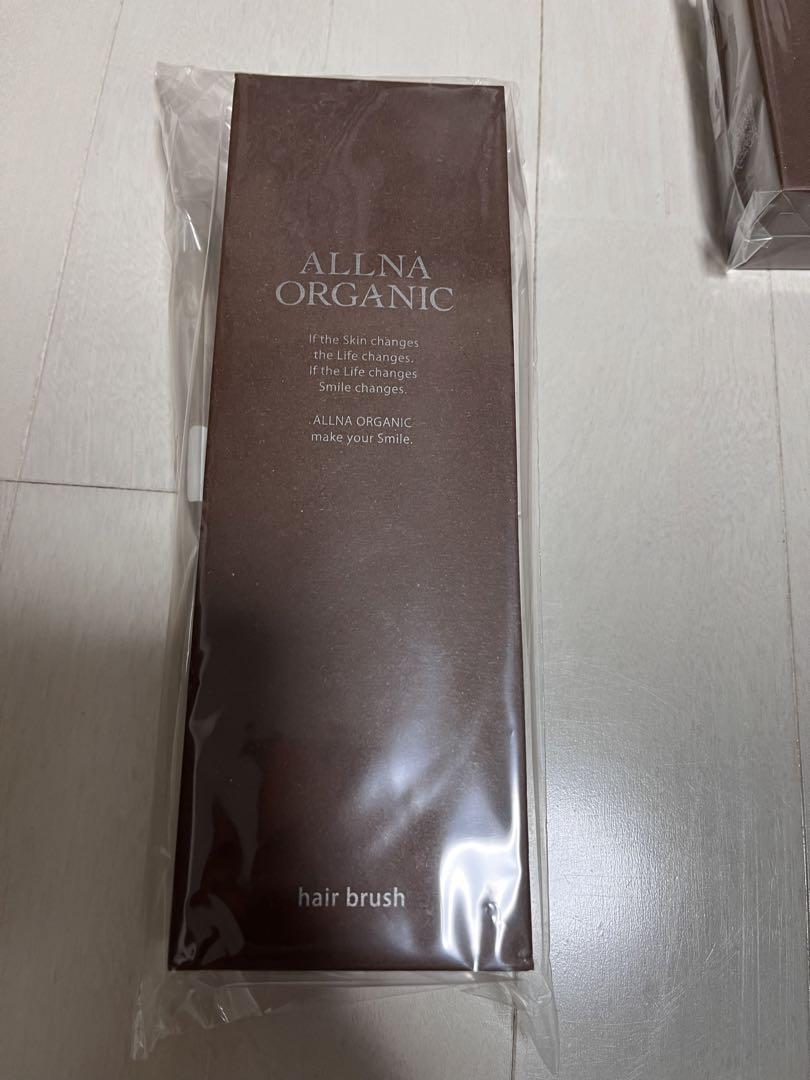 ALLNA
ORGANIC
If the Skin changes
the Life changes.
If the Life changes
Smile changes.
ALLNA ORGANIC
make your Smile.
hair brush